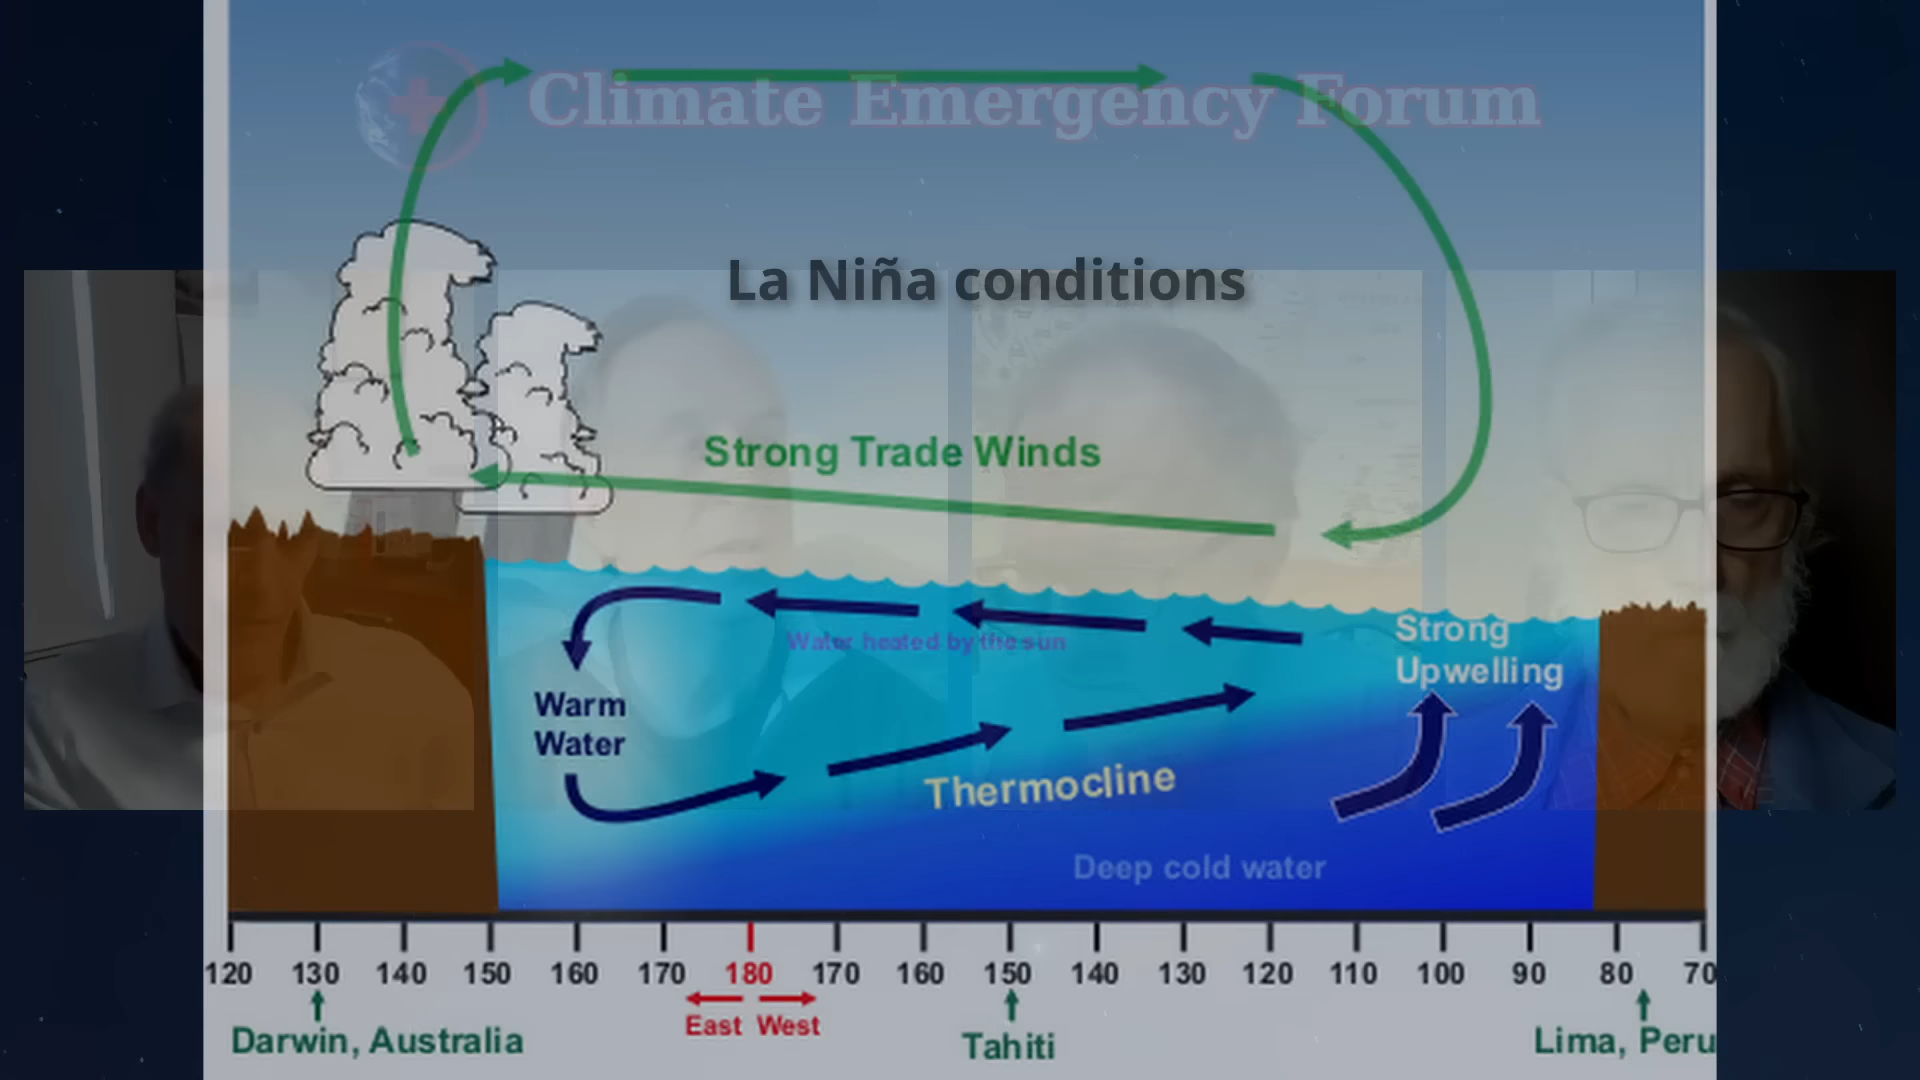 Climate Emergency Forum
La Niña conditions
Strong Trade Winds
Water heated by the sun
Strong
Upwelling
Warm
Water
Thermocline
Deep cold water
120 130 140 150 160 170 180 170 160 150 140 130 120 110 100 90 80 70
East West
Darwin, Australia
Tahiti
Lima, Peru